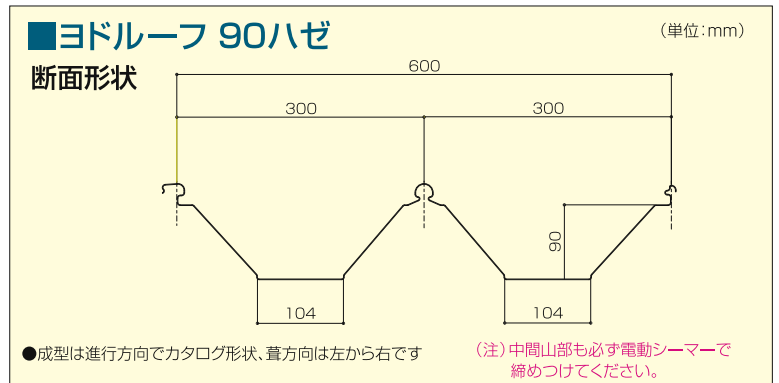 ■ヨドルーフ 90ハゼ
（単位：mm）
断面形状
600
300
300
90
104
104
●成型は進行方向でカタログ形状、葺方向は左から右です
（注）中間山部も必ず電動シーマーで
締めつけてください。